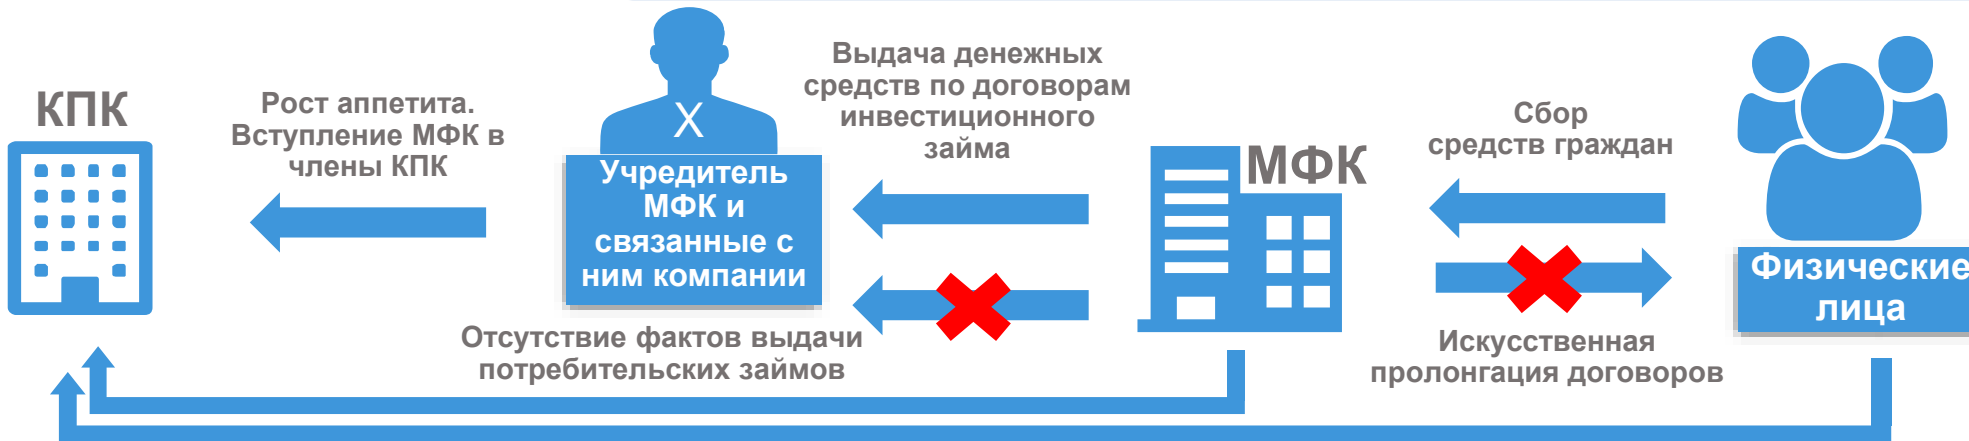 КПК
Рост аппетита.
Вступление МФК в
члены КПК
X
Учредитель
МФК и
связанные с
ним компании
Выдача денежных
средств по договорам
инвестиционного
займа
Отсутствие фактов выдачи
потребительских займов
МФК
Сбор
средств граждан
Искусственная
пролонгация договоров
Физические
лица